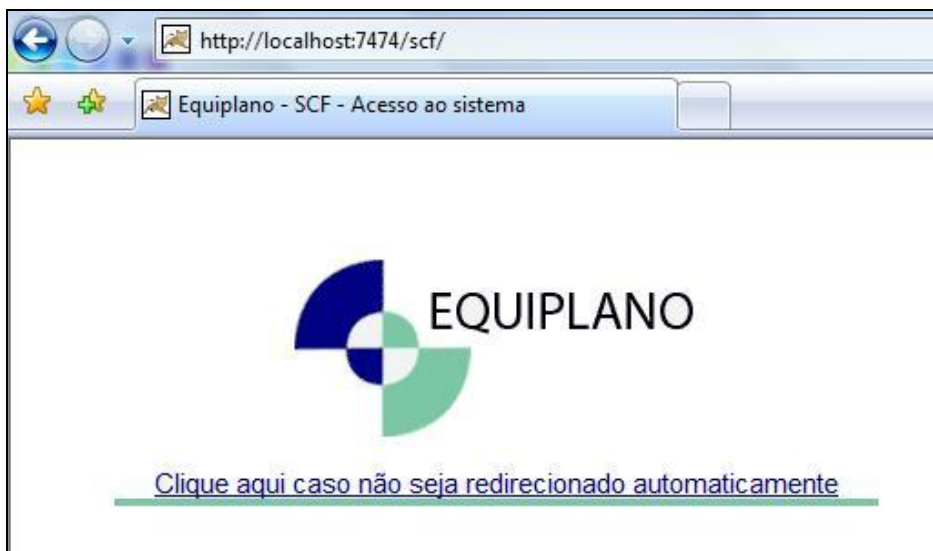 http://localhost:7474/scf/
Equiplano - SCF - Acesso ao sistema
EQUIPLANO
Clique aqui caso não seja redirecionado automaticamente